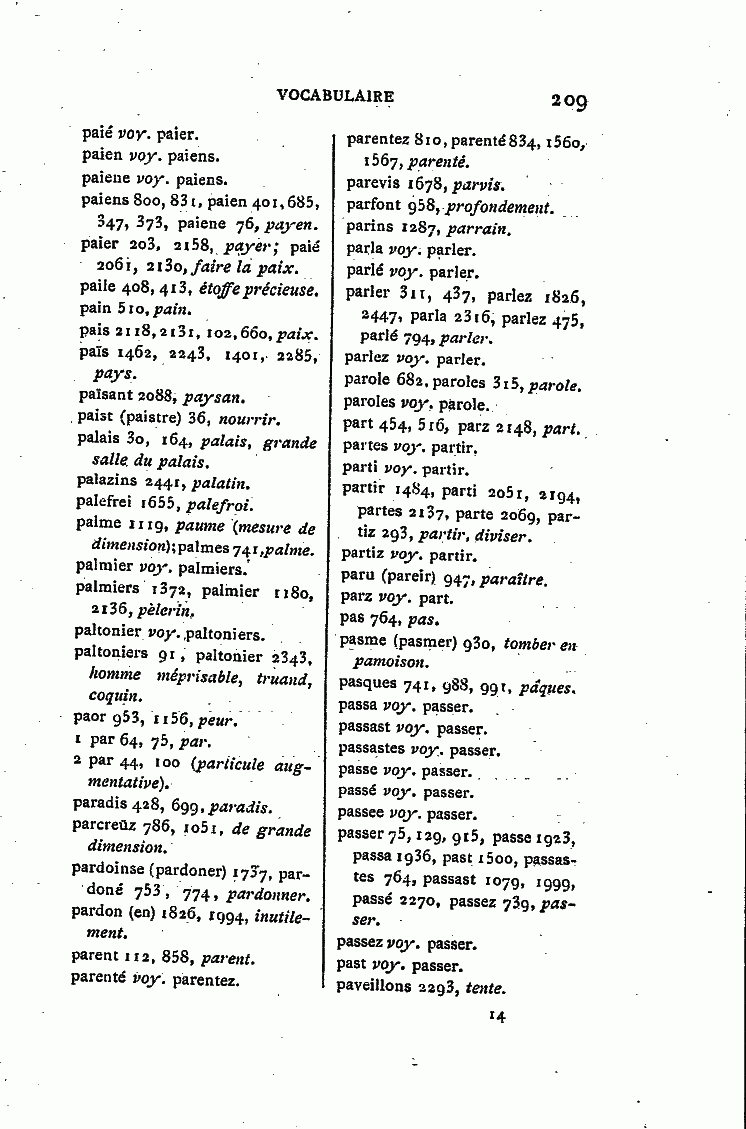 VOCABULAIRE 209
paié voy. paier.
paien voy. paiens.
paiene voy. paiens.
paiens 800, 831, paien 401, 685,
347, 373, paiene 76, payen.
paier 203, 2158, payer; paié
2061, 2130, faire la paix.
paile 408, 413, étoffe précieuse.
pain 510, pain.
pais 2118, 2131, 102, 660, paix.
païs 1462, 2243, 1401, 2285,
pays.
païsant 2088, paysan.
paist (paistre) 36, nourrir.
palais 30, 164, palais, grande
salle du palais.
palazins 2441, palatin.
palefrei 1655, palefroi.
palme 1119, paume (mesure de
dimension); palmes 741, palme.
palmier voy. palmiers.
palmiers 1372, palmier 1180,
2136, pèlerin.
paltonier voy. paltoniers.
paltoniers 91, paltonier 2343,
homme méprisable, truand,
coquin.
paor 953, 1156, peur.
1 par 64, 75, par.
2 par 44, 100 (particule aug-
mentative).
paradis 428, 699, paradis.
parcreüz 786, 1051, de grande
dimension.
pardoinse (pardoner) 1737, par-
doné 753, 774, pardonner.
pardon (en) 1826, 1994, inutile-
ment.
parent 112, 858, parent.
parenté voy. parentez.
parentez 810, parenté 834, 1560,
1567, parenté.
parevis 1678, parvis.
parfont 958, profondement.
parins 1287, parrain.
parla voy. parler.
parlé voy. parler.
parler 311, 437, parlez 1826,
2447, parla 2316, parlez 475,
parlé 794, parler.
parlez voy. parler.
parole 682, paroles 315, parole.
paroles voy. parole.
part 454, 516, parz 2148, part.
partes voy. partir.
parti voy. partir.
partir 1484, parti 2051, 2194,
partes 2137, parte 2069, par-
tiz 293, partir, diviser.
partiz voy. partir.
paru (pareir) 947, paraître.
parz voy. part.
pas 764, pas.
pasme (pasmer) 930, tomber en
pamoison.
pasques 741, 988, 991, pâques.
passa voy. passer.
passast voy. passer.
passastes voy. passer.
passe voy. passer.
passé voy. passer.
passee voy. passer.
passer 75, 129, 915, passe 1923,
passa 1936, past 1500, passas-
tes 764, passast 1079, 1999,
passé 2270, passez 739, pas-
ser.
passez voy. passer.
past voy. passer.
paveillons 2293, tente.
14